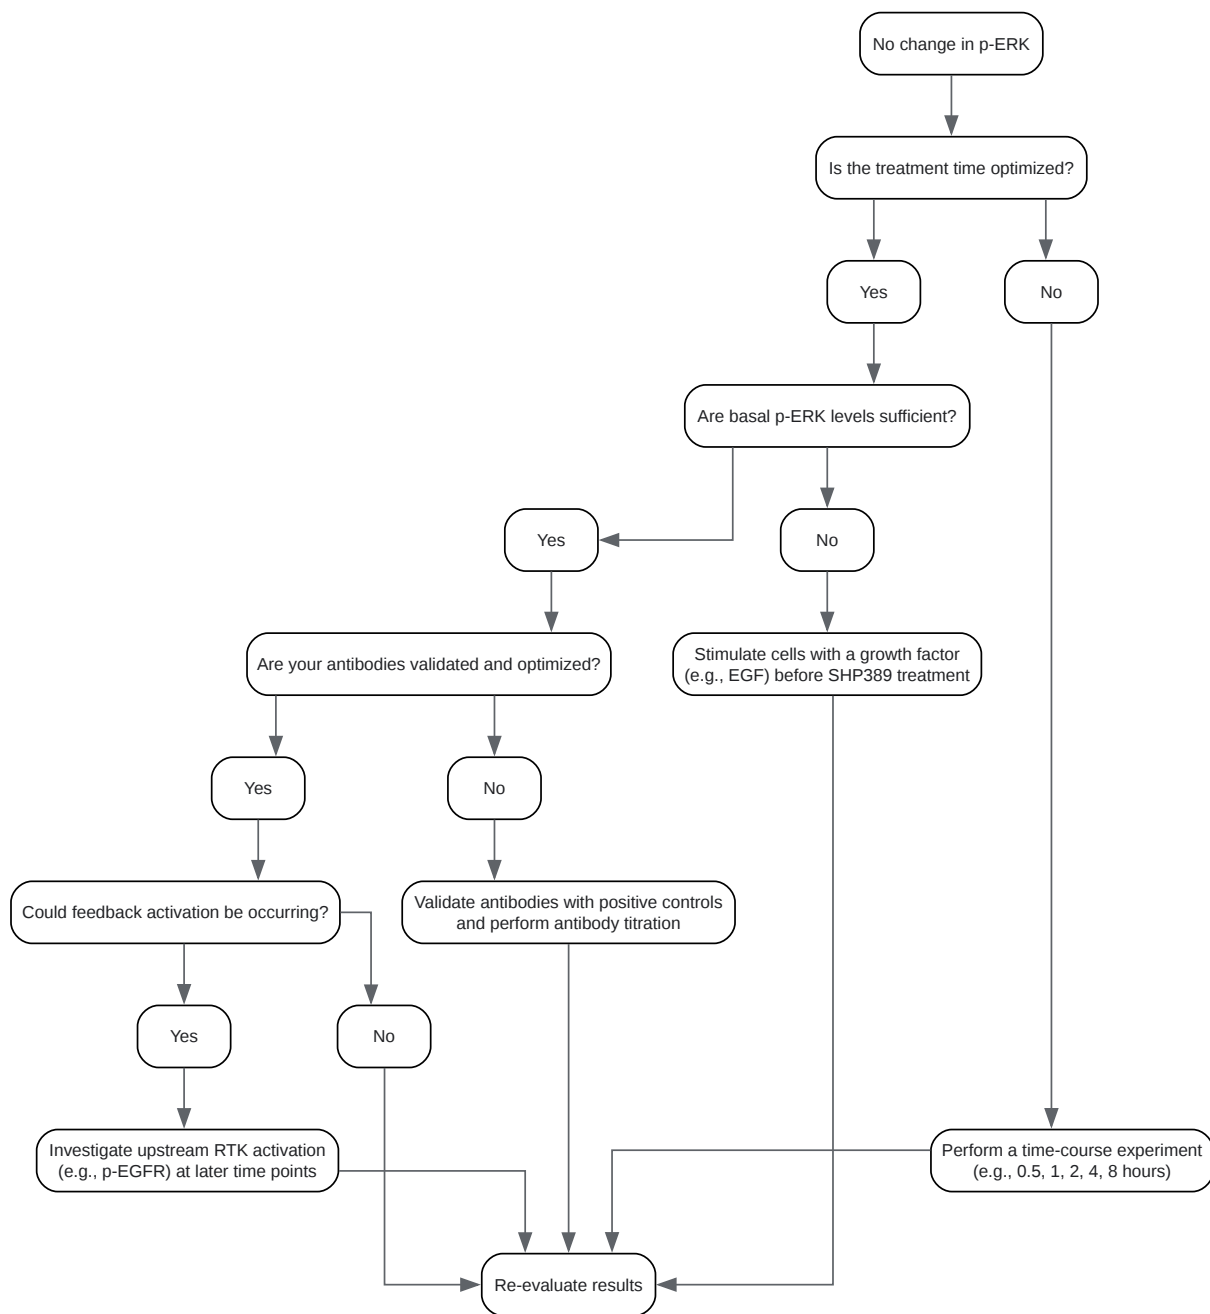 No change in p-ERK
Is the treatment time optimized?
Yes
No
Are basal p-ERK levels sufficient?
Yes
No
Are your antibodies validated and optimized?
Stimulate cells with a growth factor
(e.g., EGF) before SHP389 treatment
Yes
No
Could feedback activation be occurring?
Validate antibodies with positive controls
and perform antibody titration
Yes
No
Investigate upstream RTK activation
(e.g., p-EGFR) at later time points
Perform a time-course experiment
(e.g., 0.5, 1, 2, 4, 8 hours)
Re-evaluate results